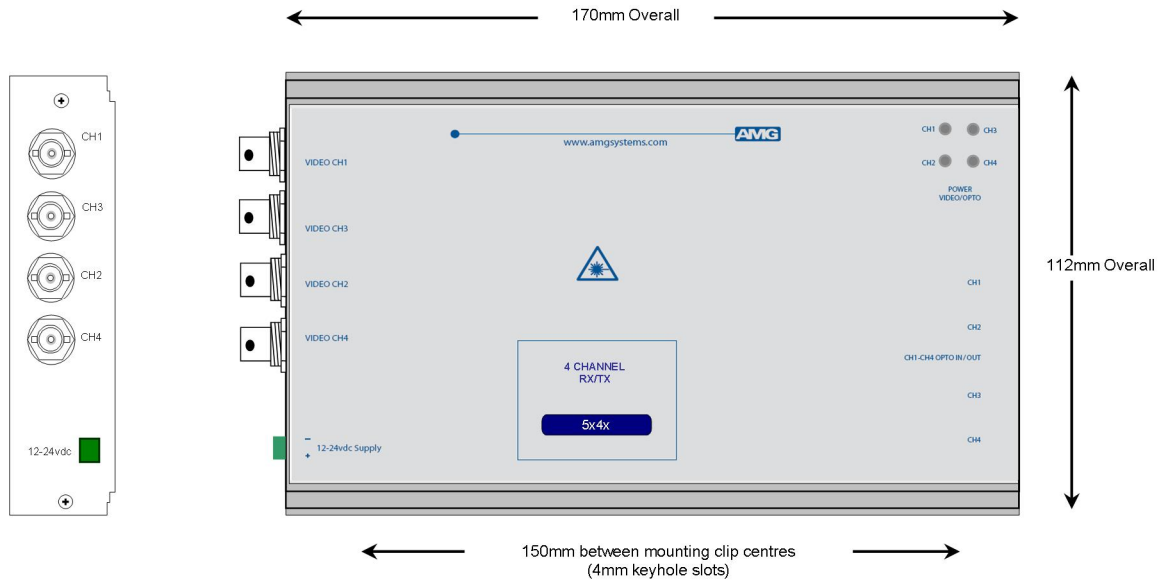 170mm Overall
CH1
CH3
CH2
CH4
12-24vdc
VIDEO CH1
VIDEO CH3
VIDEO CH2
VIDEO CH4
−
+
12-24vdc Supply
AMG
www.amgsystems.com
4 CHANNEL
RX/TX
5x4x
CH1
CH3
CH2
CH4
POWER
VIDEO/OPTO
CH1
CH2
CH1-CH4 OPTO IN/OUT
CH3
CH4
112mm Overall
150mm between mounting clip centres
(4mm keyhole slots)